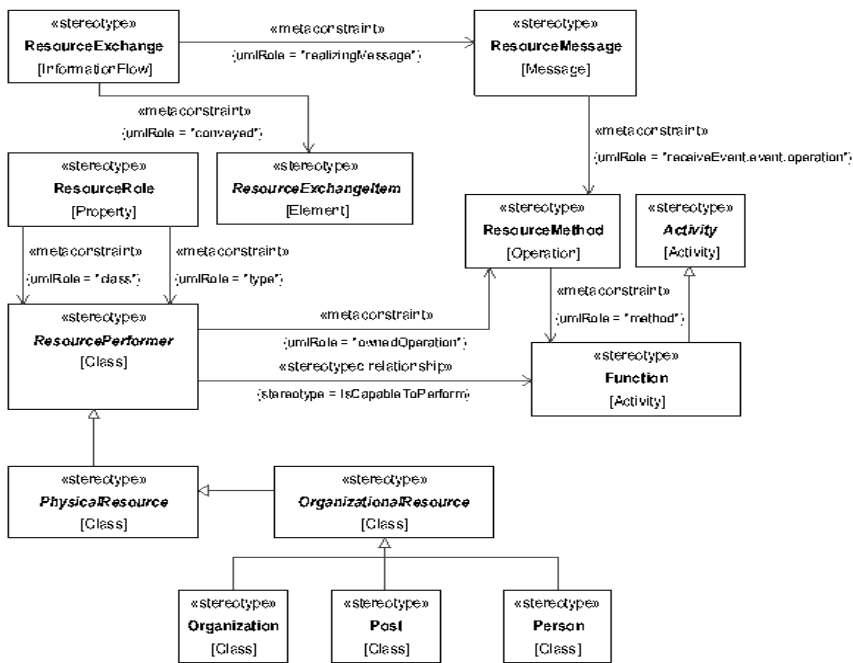 «stereotype»
ResourceExchange
[InformationFlow]
«metaconstraint»
{umlRole = "realizingMessage"}
«stereotype»
ResourceMessage
[Message]
«metaconstraint»
{umlRole = "conveyed"}
«metaconstraint»
{umlRole = "receiveEvent.event.operation"}
«stereotype»
ResourceRole
[Property]
«stereotype»
ResourceExchangeItem
[Element]
«stereotype»
ResourceMethod
[Operation]
«stereotype»
Activity
[Activity]
«metaconstraint»
{umlRole = "class"}
«metaconstraint»
{umlRole = "type"}
«metaconstraint»
{umlRole = "method"}
«stereotype»
ResourcePerformer
[Class]
«metaconstraint»
{umlRole = "ownedOperation"}
«stereotyped relationship»
{stereotype = IsCapableToPerform}
«stereotype»
Function
[Activity]
«stereotype»
PhysicalResource
[Class]
«stereotype»
OrganizationalResource
[Class]
«stereotype»
Organization
[Class]
«stereotype»
Post
[Class]
«stereotype»
Person
[Class]